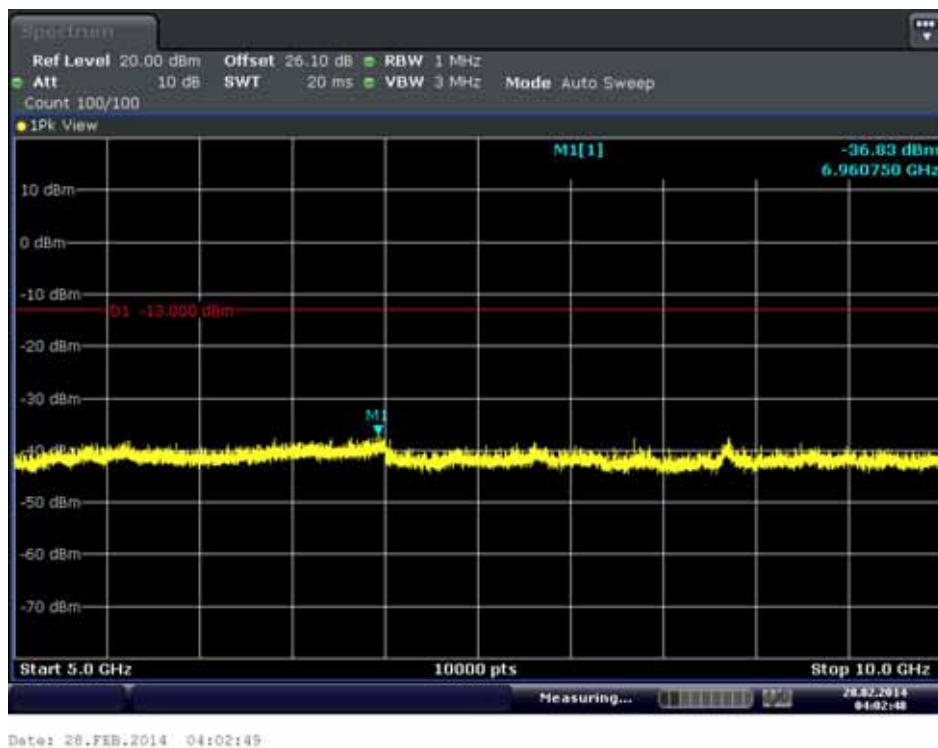 Spectrum
Ref Level 20.00 dBm Offset 26.10 dB RBW 1 MHz
Att 10 dB SWT 20 ms VBW 3 MHz Mode Auto Sweep
Count 100/100
1Pk View
M1[1] -36.83 dBm
6.960750 GHz
10 dBm
0 dBm
-10 dBm
D1 -13.000 dBm
-20 dBm
-30 dBm
M1
-40 dBm
-50 dBm
-60 dBm
-70 dBm
Start 5.0 GHz 10000 pts Stop 10.0 GHz
Measuring... 28.02.2014
04:02:48
Date: 28.FEB.2014 04:02:49